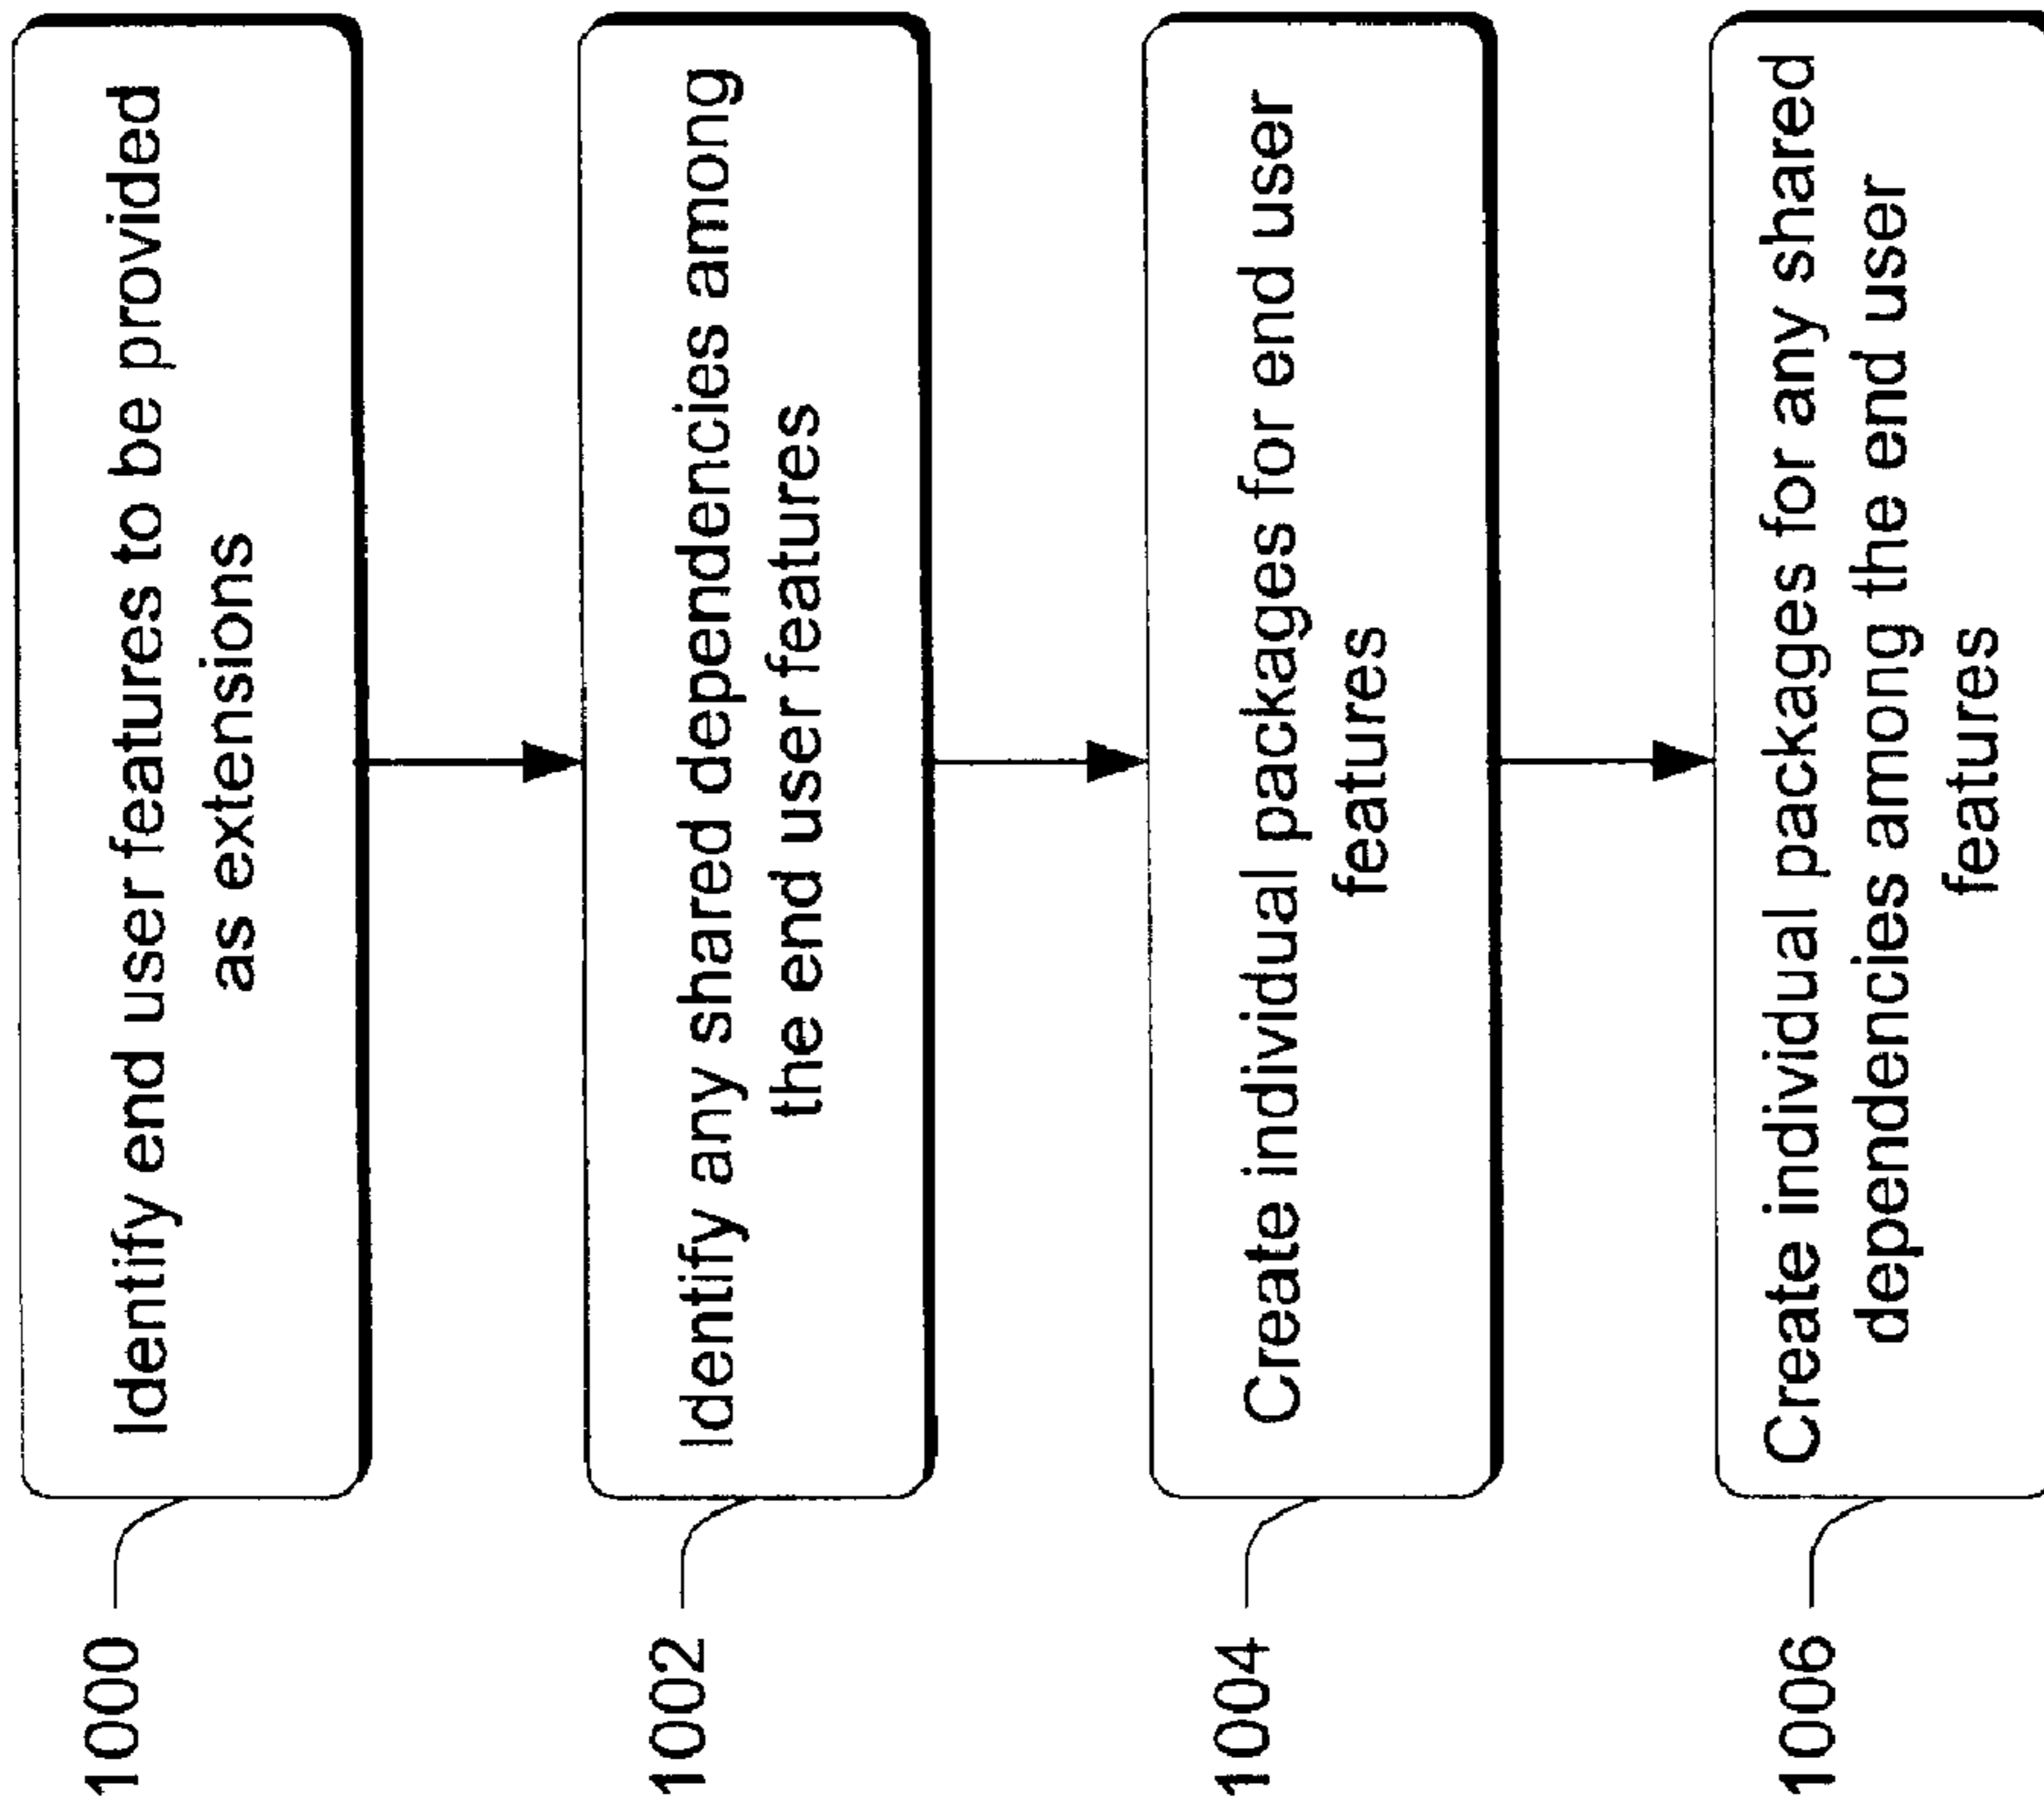 1000
Identify end user features to be provided
as extensions
1002
Identify any shared dependencies among
the end user features
1004
Create individual packages for end user
features
1006
Create individual packages for any shared
dependencies among the end user
features